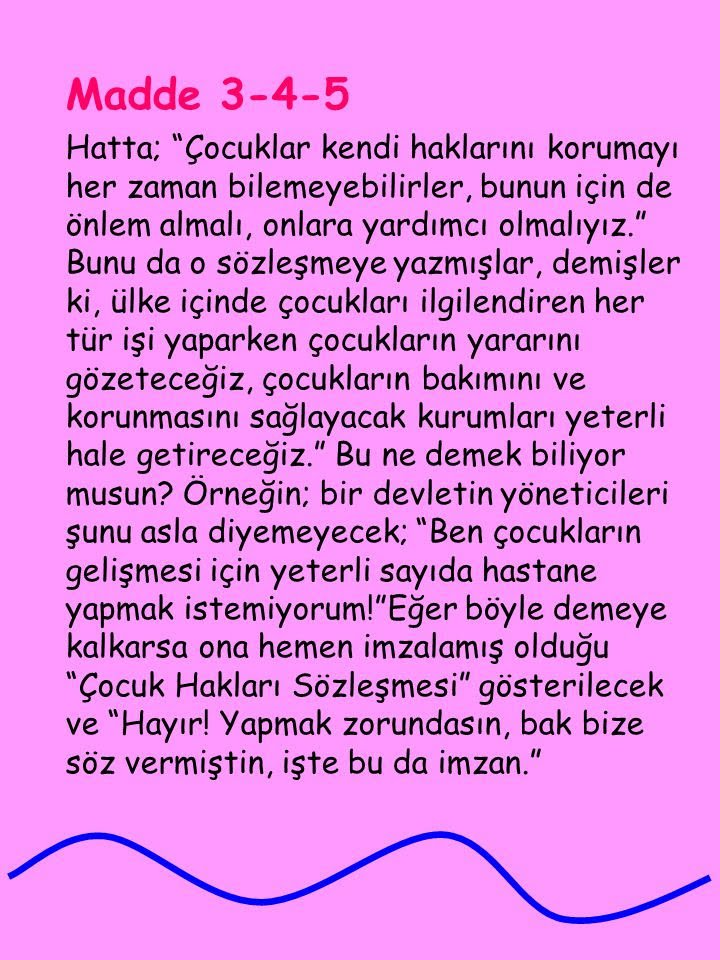 Madde 3-4-5
Hatta; “Çocuklar kendi haklarını korumayı
her zaman bilemeyebilirler, bunun için de
önlem almalı, onlara yardımcı olmalıyız.”
Bunu da o sözleşmeye yazmışlar, demişler
ki, ülke içinde çocukları ilgilendiren her
tür işi yaparken çocukların yararını
gözeteceğiz, çocukların bakımını ve
korunmasını sağlayacak kurumları yeterli
hale getireceğiz.” Bu ne demek biliyor
musun? Örneğin; bir devletin yöneticileri
şunu asla diyemeyecek; “Ben çocukların
gelişmesi için yeterli sayıda hastane
yapmak istemiyorum!”Eğer böyle demeye
kalkarsa ona hemen imzalamış olduğu
“Çocuk Hakları Sözleşmesi” gösterilecek
ve “Hayır! Yapmak zorundasın, bak bize
söz vermiştin, işte bu da imzan.”